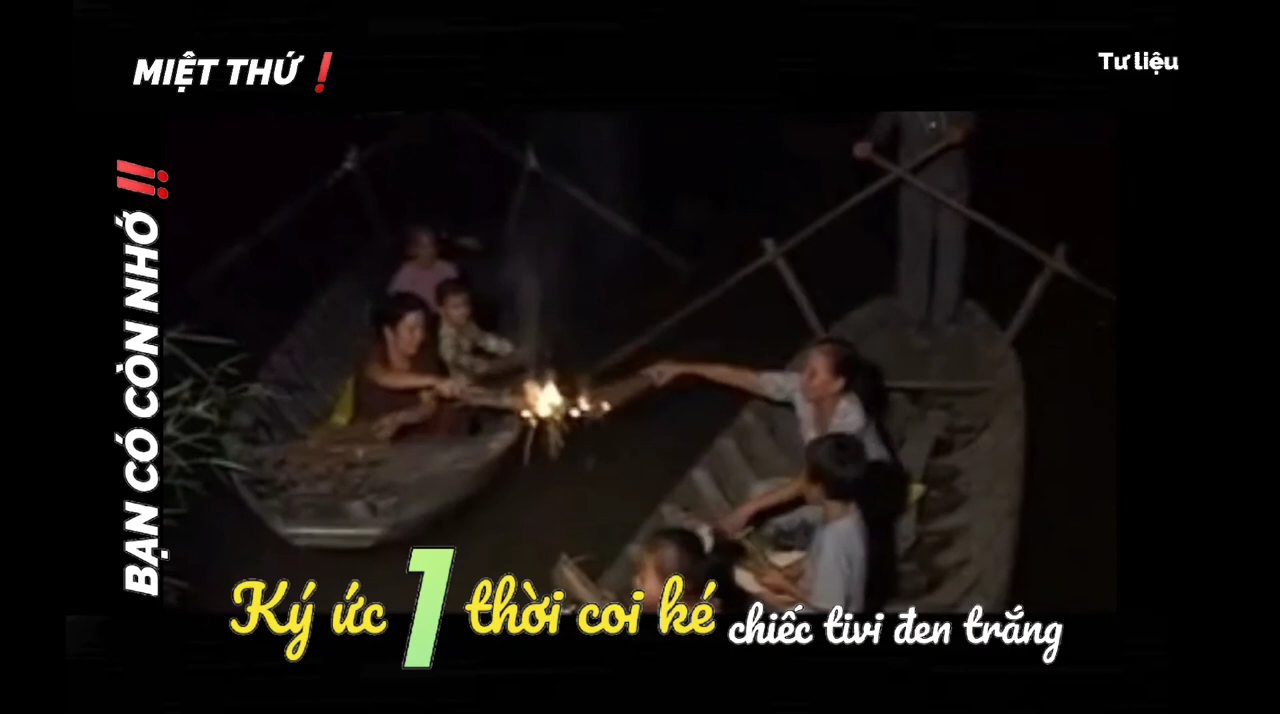 MIỆT THỨ❗
Tư liệu
BẠN CÓ CÒN NHỚ ‼️
Ký ức 1 thời coi ké chiếc tivi đen trắng